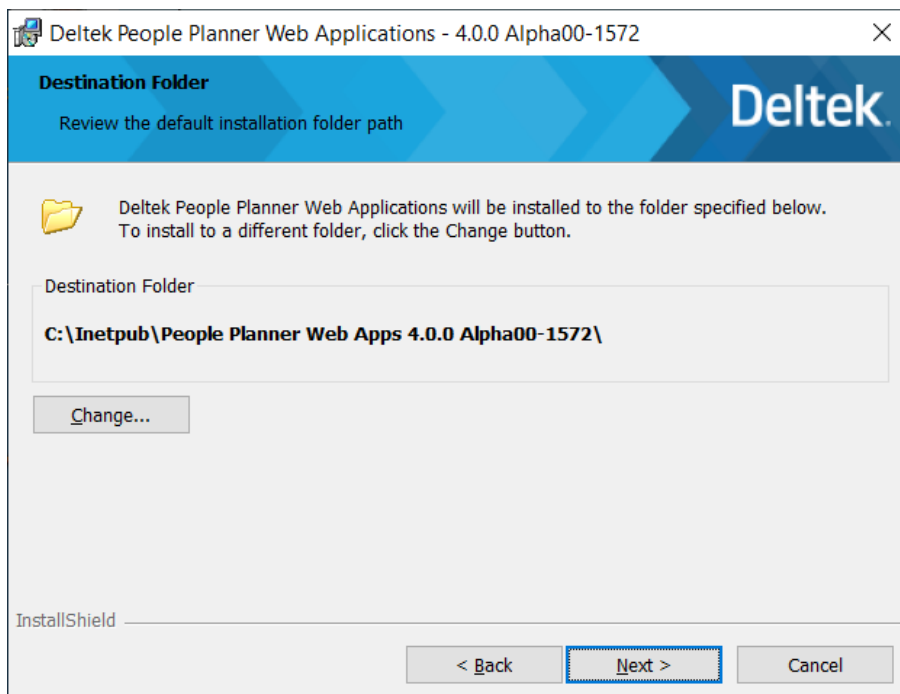 Deltek People Planner Web Applications - 4.0.0 Alpha00-1572
Destination Folder
Review the default installation folder path
Deltek.
Deltek People Planner Web Applications will be installed to the folder specified below.
To install to a different folder, click the Change button.
Destination Folder
C:\Inetpub\People Planner Web Apps 4.0.0 Alpha00-1572\
Change...
InstallShield
< Back
Next >
Cancel